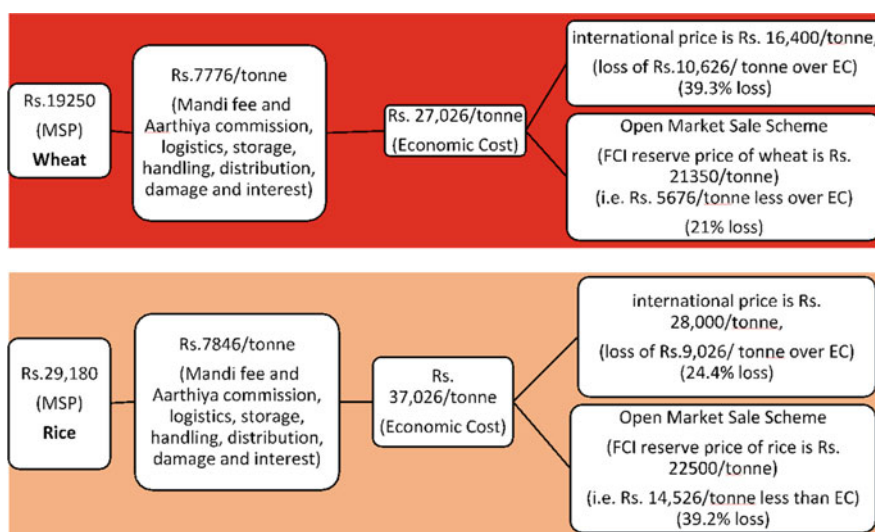 Rs.19250
(MSP)
Wheat
Rs.7776/tonne
(Mandi fee and
Aarthiya commission,
logistics, storage,
handling, distribution,
damage and interest)
Rs. 27,026/tonne
(Economic Cost)
international price is Rs. 16,400/tonne,
(loss of Rs.10,626/ tonne over EC)
(39.3% loss)
Open Market Sale Scheme
(FCI reserve price of wheat is Rs.
21350/tonne)
(i.e. Rs. 5676/tonne less over EC)
(21% loss)
Rs.29,180
(MSP)
Rice
Rs.7846/tonne
(Mandi fee and
Aarthiya commission,
logistics, storage,
handling, distribution,
damage and interest)
Rs.
37,026/tonne
(Economic Cost)
international price is Rs.
28,000/tonne,
(loss of Rs.9,026/ tonne over EC)
(24.4% loss)
Open Market Sale Scheme
(FCI reserve price of rice is Rs.
22500/tonne)
(i.e. Rs. 14,526/tonne less than EC)
(39.2% loss)